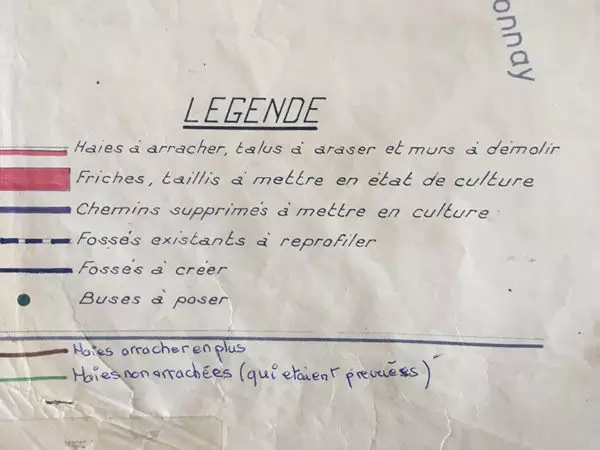 onnay
LEGENDE
Haies à arracher, talus à araser et murs à démolir
Friches, taillis à mettre en état de culture
Chemins supprimés à mettre en culture
Fossés existants à reprofiler
Fossés à créer
Buses à poser
Haies arracher en plus
Haies non arrachées (qui étaient prevuées)